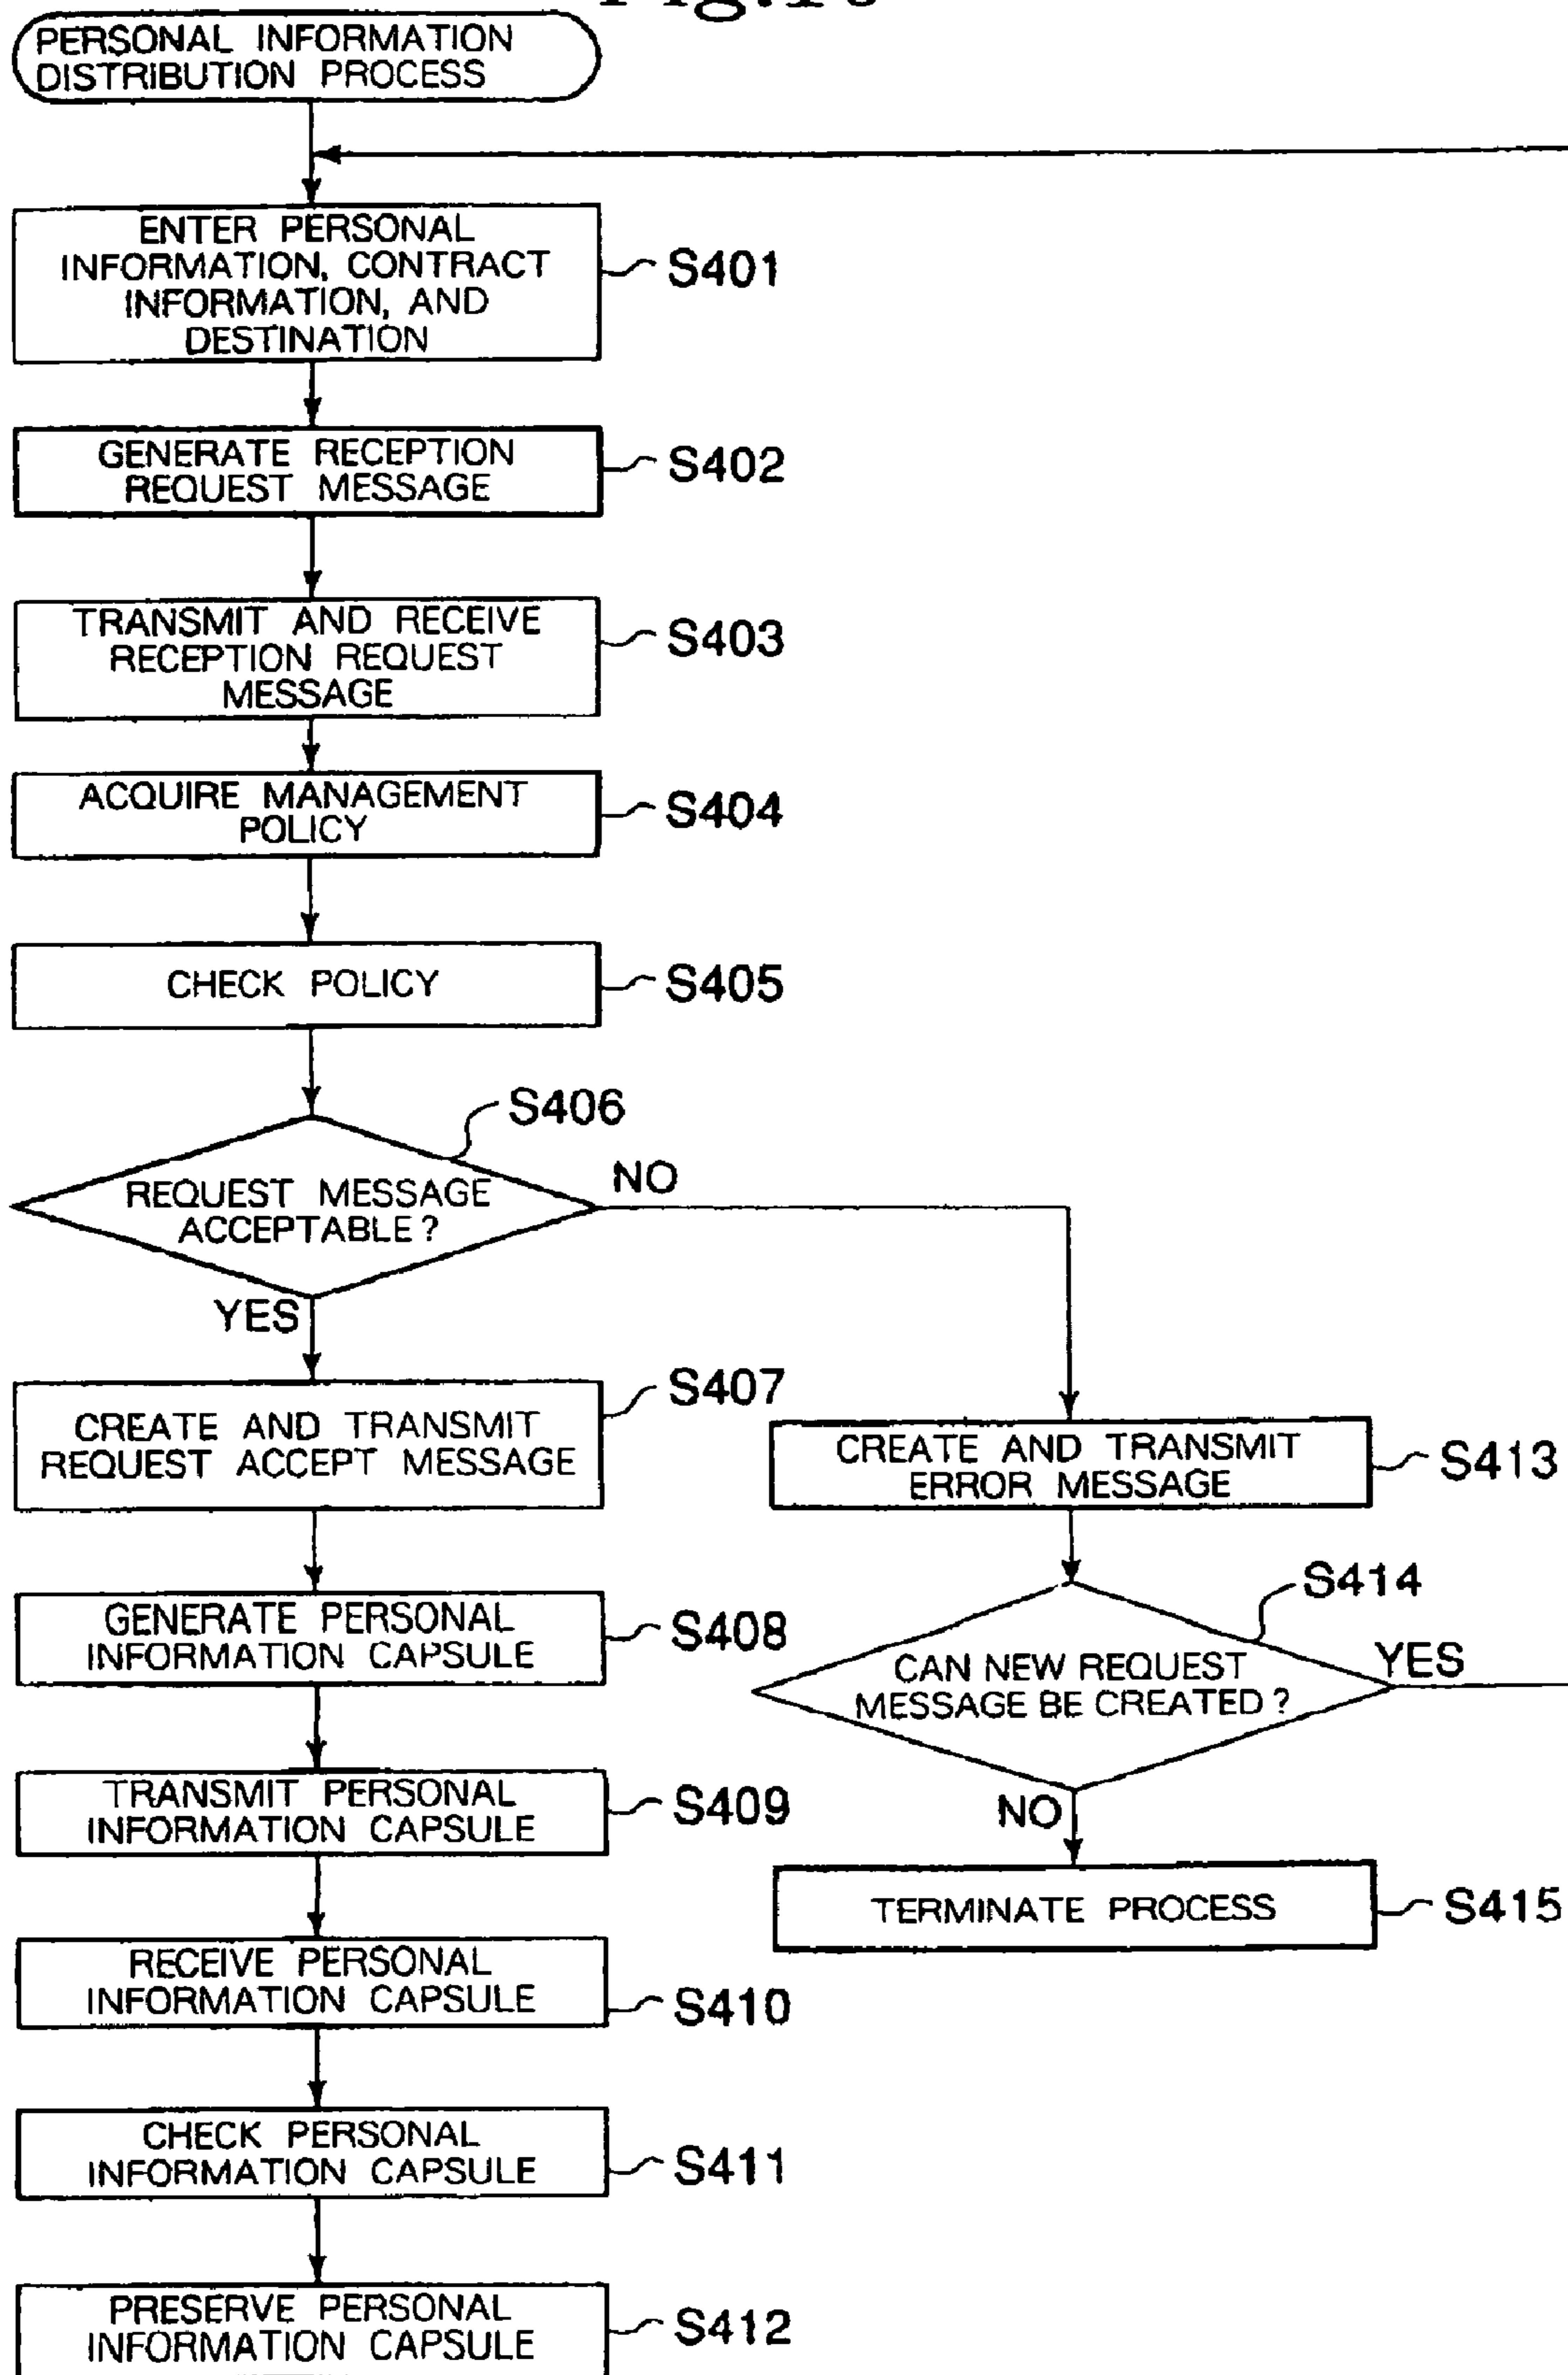 PERSONAL INFORMATION
DISTRIBUTION PROCESS
ENTER PERSONAL
INFORMATION, CONTRACT
INFORMATION, AND
DESTINATION
S401
GENERATE RECEPTION
REQUEST MESSAGE
S402
TRANSMIT AND RECEIVE
RECEPTION REQUEST
MESSAGE
S403
ACQUIRE MANAGEMENT
POLICY
S404
CHECK POLICY
S405
S406
REQUEST MESSAGE
ACCEPTABLE?
NO
YES
CREATE AND TRANSMIT
REQUEST ACCEPT MESSAGE
S407
CREATE AND TRANSMIT
ERROR MESSAGE
S413
GENERATE PERSONAL
INFORMATION CAPSULE
S408
S414
CAN NEW REQUEST
MESSAGE BE CREATED?
YES
NO
TRANSMIT PERSONAL
INFORMATION CAPSULE
S409
TERMINATE PROCESS
S415
RECEIVE PERSONAL
INFORMATION CAPSULE
S410
CHECK PERSONAL
INFORMATION CAPSULE
S411
PRESERVE PERSONAL
INFORMATION CAPSULE
S412